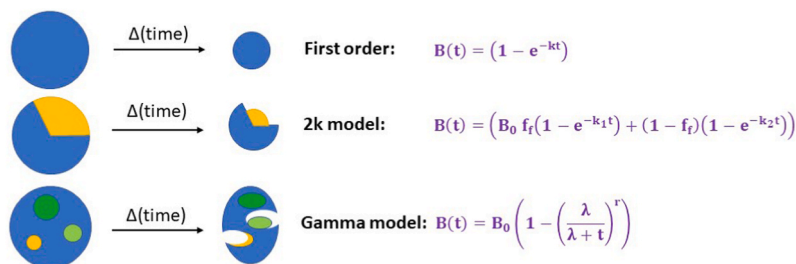 Δ(time) First order: B(t) = (1 − e^{−kt})
Δ(time) 2k model: B(t) = (B₀ f_f(1 − e^{−k₁t}) + (1 − f_f)(1 − e^{−k₂t}))
Δ(time) Gamma model: B(t) = B₀ (1 − (λ / (λ + t))^r)